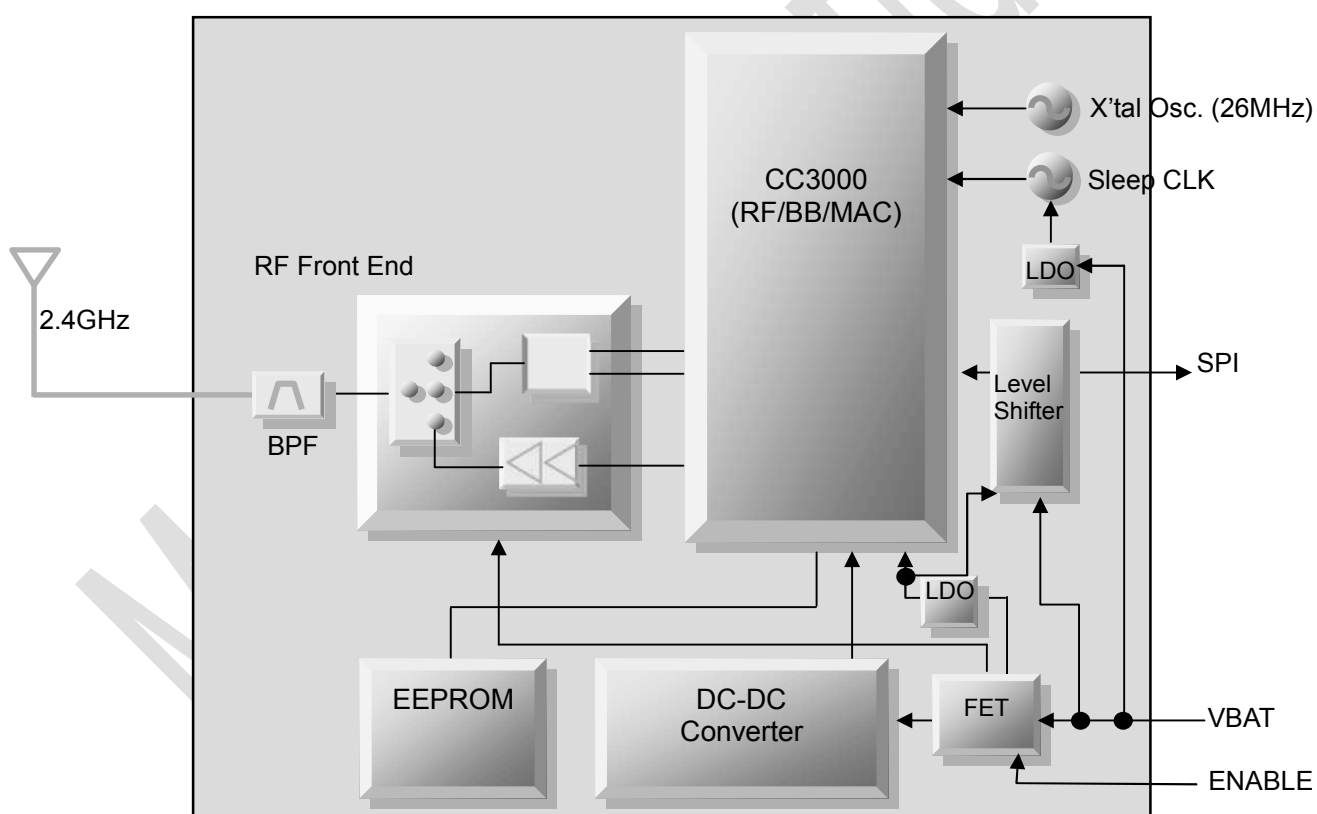 CC3000
(RF/BB/MAC)
X'tal Osc. (26MHz)
Sleep CLK
LDO
RF Front End
2.4GHz
BPF
Level
Shifter
SPI
LDO
EEPROM
DC-DC
Converter
FET
VBAT
ENABLE